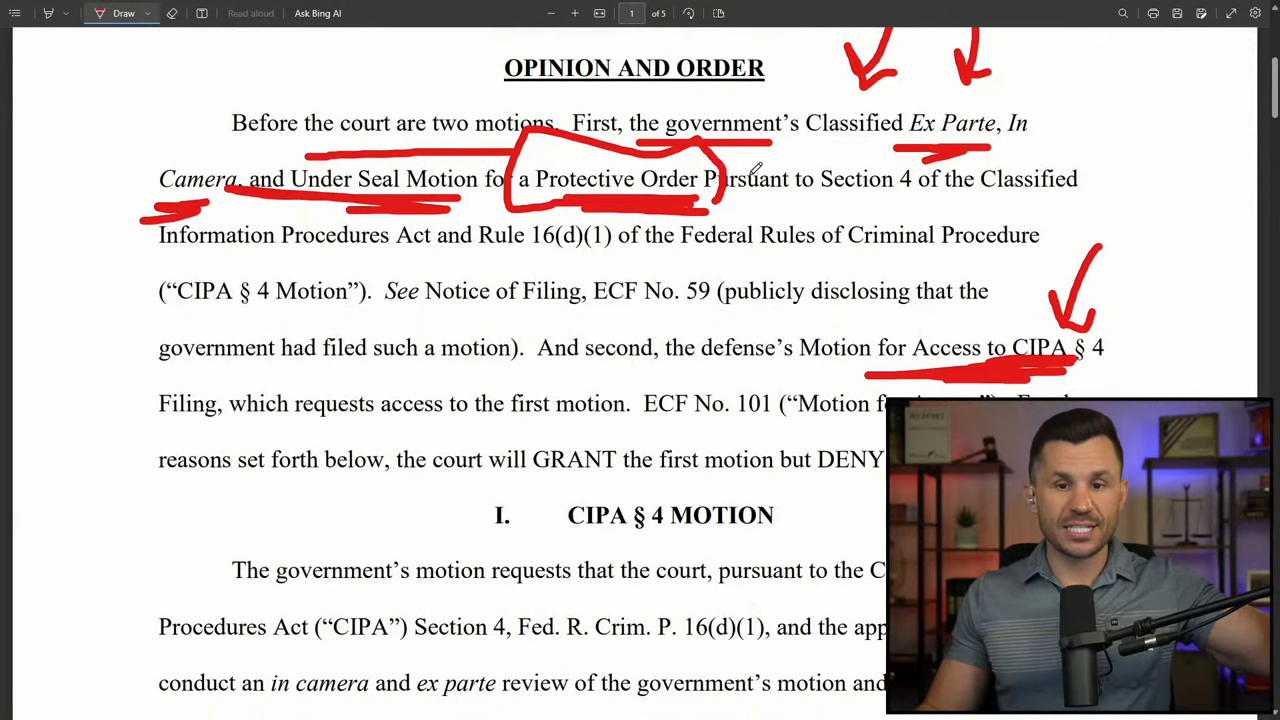 Draw
Read aloud
Ask Bing AI
1
of 5
OPINION AND ORDER
Before the court are two motions. First, the government's Classified Ex Parte, In
Camera, and Under Seal Motion for a Protective Order Pursuant to Section 4 of the Classified
Information Procedures Act and Rule 16(d)(1) of the Federal Rules of Criminal Procedure
(“CIPA § 4 Motion”). See Notice of Filing, ECF No. 59 (publicly disclosing that the
government had filed such a motion). And second, the defense's Motion for Access to CIPA § 4
Filing, which requests access to the first motion. ECF No. 101 (“Motion
reasons set forth below, the court will GRANT the first motion but DENY
I. CIPA § 4 MOTION
The government's motion requests that the court, pursuant to the C
Procedures Act (“CIPA”) Section 4, Fed. R. Crim. P. 16(d)(1), and the app
conduct an in camera and ex parte review of the government's motion and